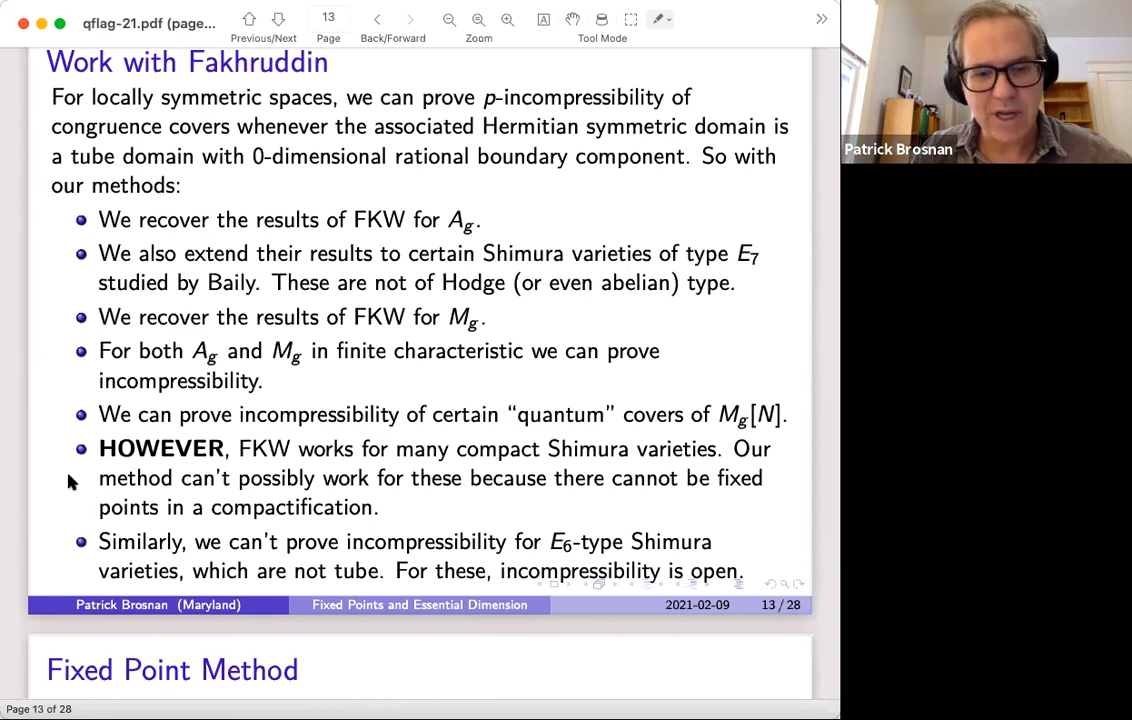 qflag-21.pdf (page...
13
Previous/Next
Page
Back/Forward
Zoom
Tool Mode
Work with Fakhruddin
For locally symmetric spaces, we can prove p-incompressibility of
congruence covers whenever the associated Hermitian symmetric domain is
a tube domain with 0-dimensional rational boundary component. So with
our methods:
We recover the results of FKW for A_g.
We also extend their results to certain Shimura varieties of type E_7
studied by Baily. These are not of Hodge (or even abelian) type.
We recover the results of FKW for M_g.
For both A_g and M_g in finite characteristic we can prove
incompressibility.
We can prove incompressibility of certain “quantum” covers of M_g[N].
HOWEVER, FKW works for many compact Shimura varieties. Our
method can't possibly work for these because there cannot be fixed
points in a compactification.
Similarly, we can't prove incompressibility for E_6-type Shimura
varieties, which are not tube. For these, incompressibility is open.
Patrick Brosnan (Maryland)
Fixed Points and Essential Dimension
2021-02-09
13 / 28
Fixed Point Method
Page 13 of 28
Patrick Brosnan